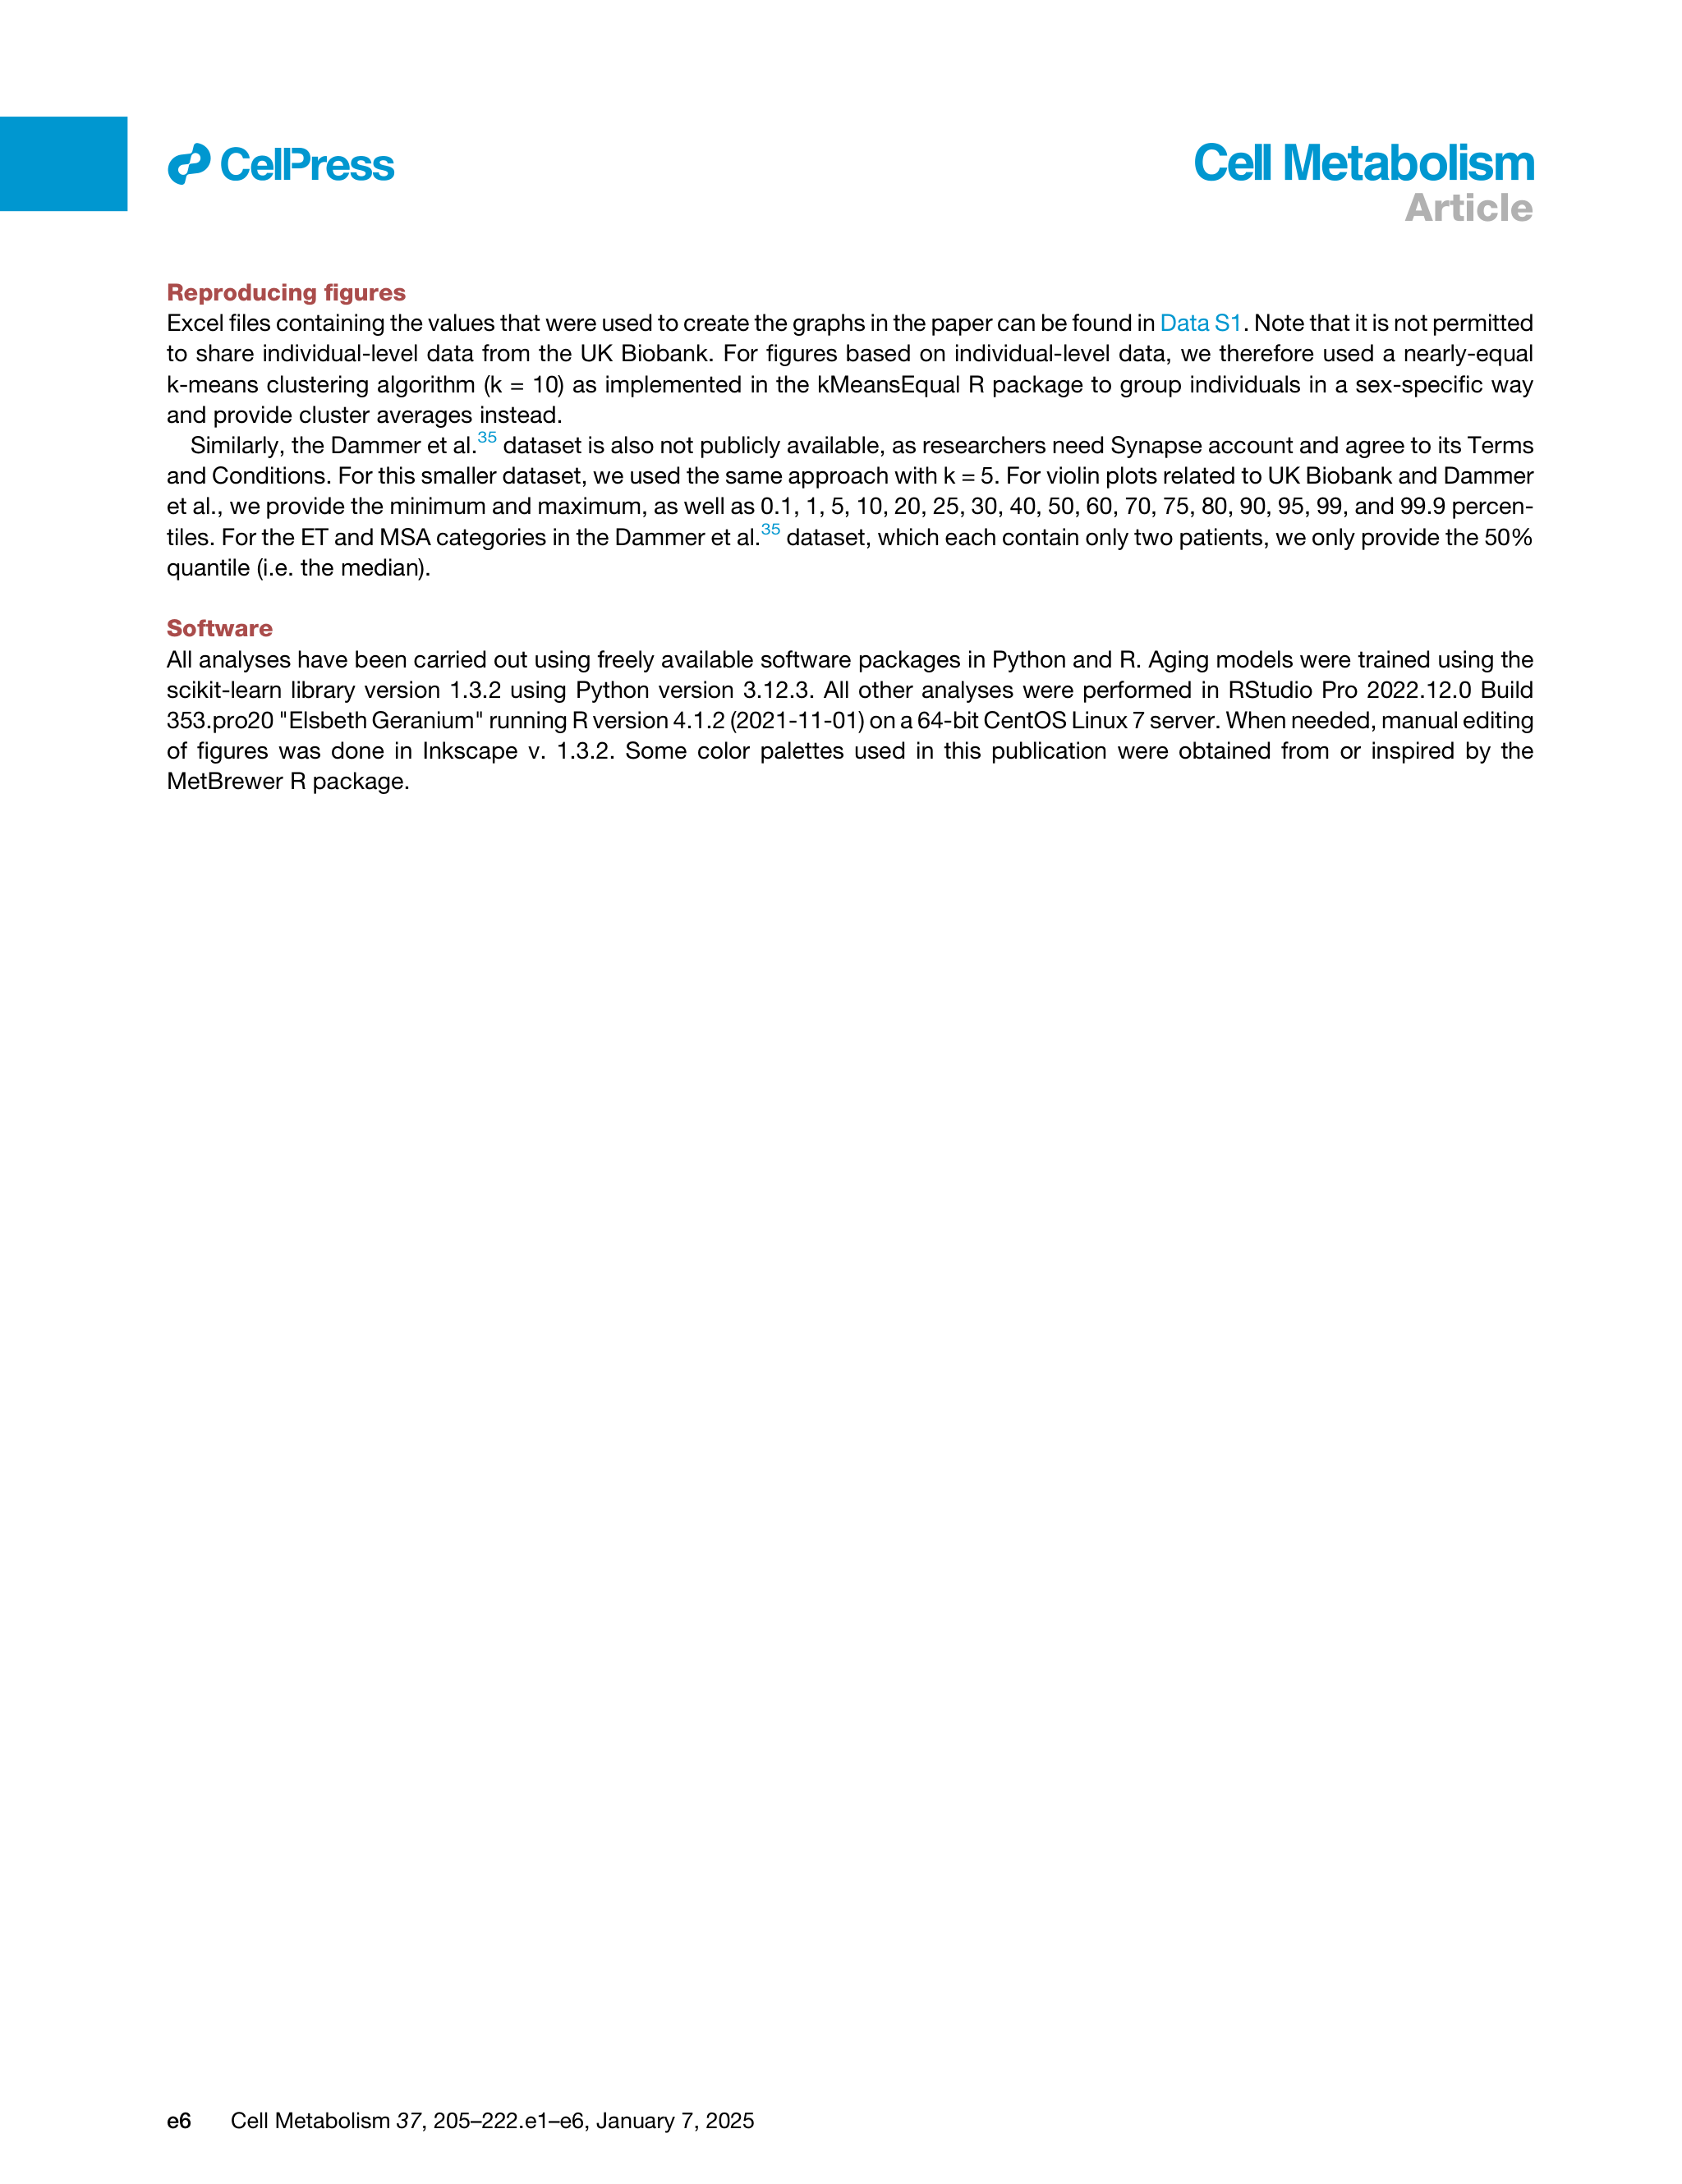 CellPress
Cell Metabolism
Article
Reproducing figures
Excel files containing the values that were used to create the graphs in the paper can be found in Data S1. Note that it is not permitted
to share individual-level data from the UK Biobank. For figures based on individual-level data, we therefore used a nearly-equal
k-means clustering algorithm (k = 10) as implemented in the kMeansEqual R package to group individuals in a sex-specific way
and provide cluster averages instead.
Similarly, the Dammer et al.35 dataset is also not publicly available, as researchers need Synapse account and agree to its Terms
and Conditions. For this smaller dataset, we used the same approach with k = 5. For violin plots related to UK Biobank and Dammer
et al., we provide the minimum and maximum, as well as 0.1, 1, 5, 10, 20, 25, 30, 40, 50, 60, 70, 75, 80, 90, 95, 99, and 99.9 percen-
tiles. For the ET and MSA categories in the Dammer et al.35 dataset, which each contain only two patients, we only provide the 50%
quantile (i.e. the median).
Software
All analyses have been carried out using freely available software packages in Python and R. Aging models were trained using the
scikit-learn library version 1.3.2 using Python version 3.12.3. All other analyses were performed in RStudio Pro 2022.12.0 Build
353.pro20 "Elsbeth Geranium" running R version 4.1.2 (2021-11-01) on a 64-bit CentOS Linux 7 server. When needed, manual editing
of figures was done in Inkscape v. 1.3.2. Some color palettes used in this publication were obtained from or inspired by the
MetBrewer R package.
e6 Cell Metabolism 37, 205–222.e1–e6, January 7, 2025